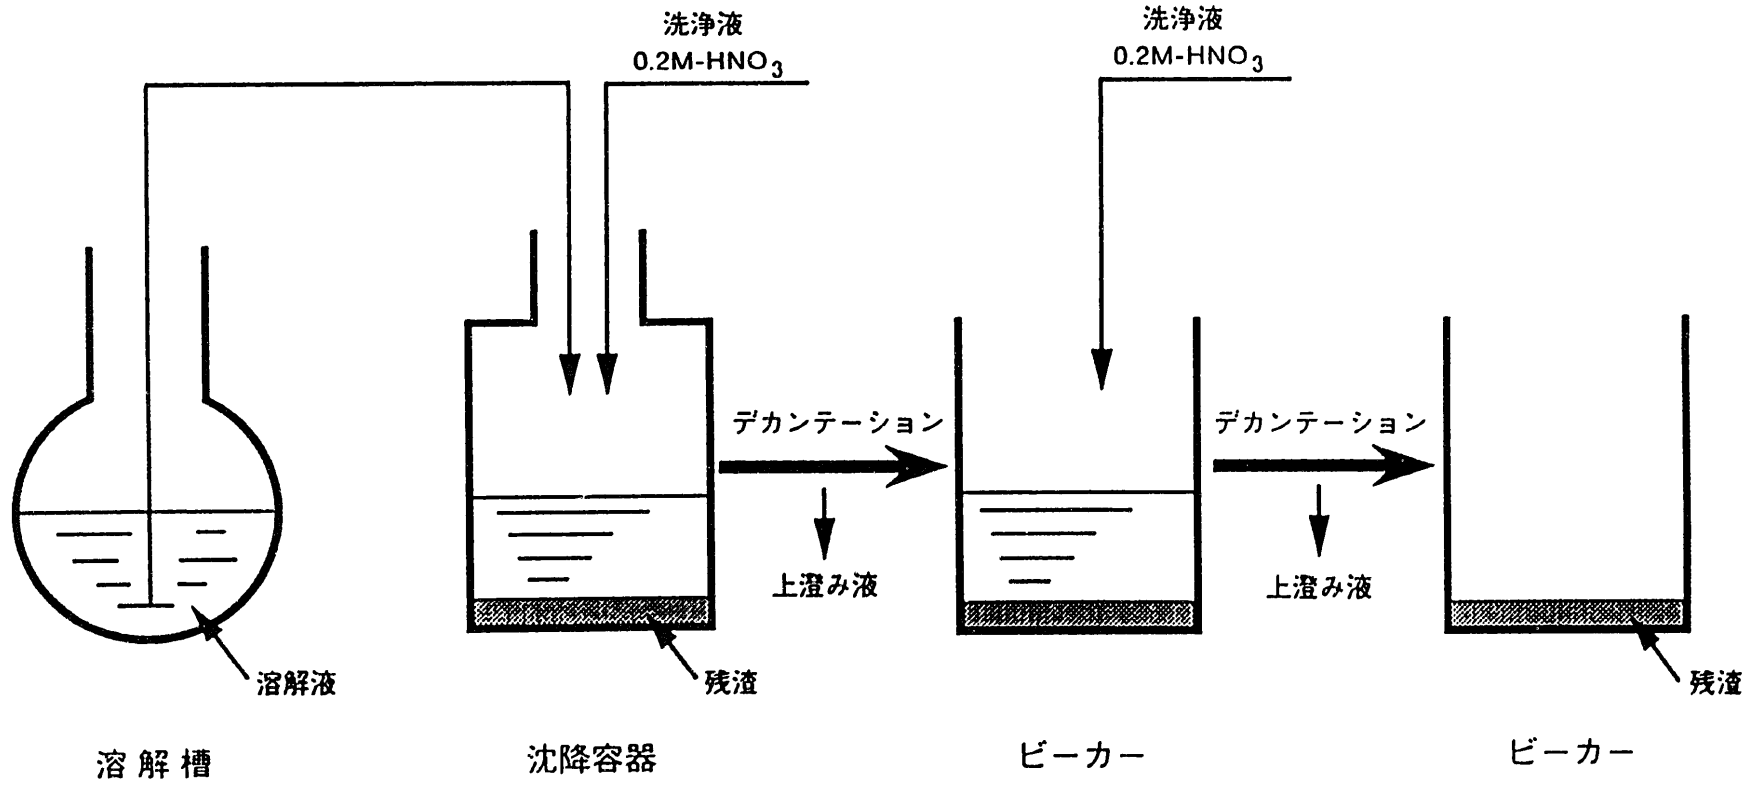 洗浄液
0.2M-HNO3
洗浄液
0.2M-HNO3
デカンテーション
デカンテーション
上澄み液
上澄み液
溶解液
残渣
残渣
溶解槽
沈降容器
ビーカー
ビーカー